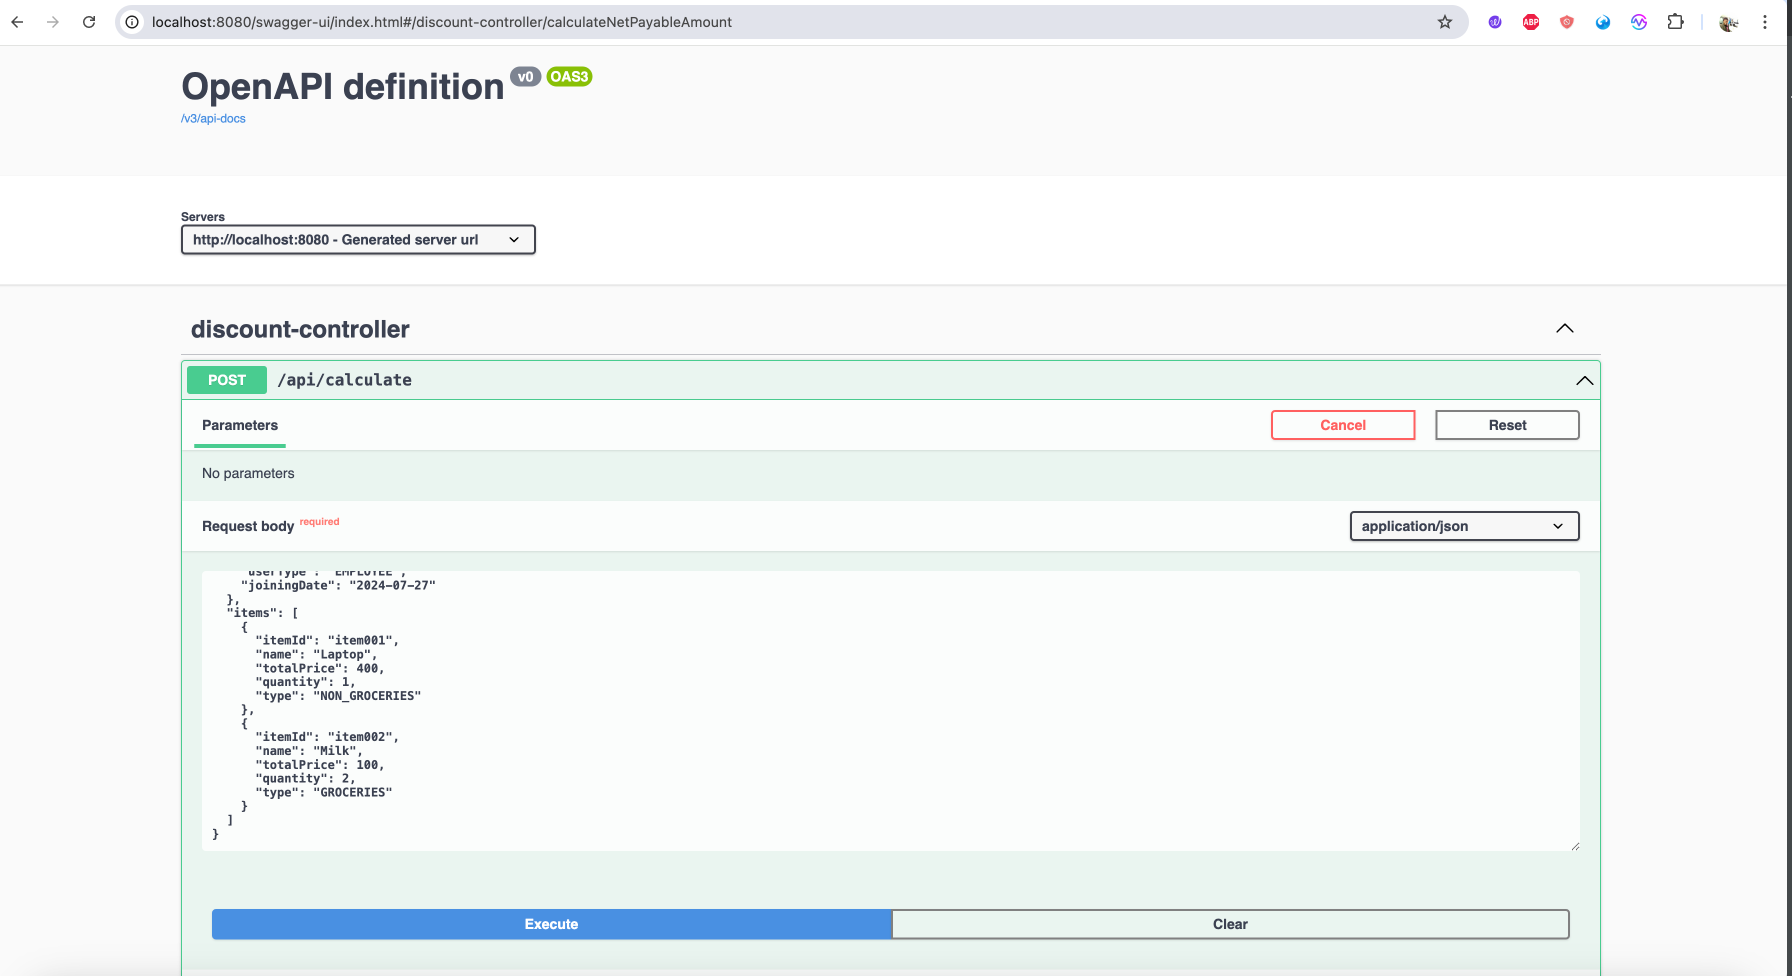 localhost:8080/swagger-ui/index.html#/discount-controller/calculateNetPayableAmount
ABP
OpenAPI definition v0 OAS3
/v3/api-docs
Servers
http://localhost:8080 - Generated server url
discount-controller
POST /api/calculate
Parameters
Cancel
Reset
No parameters
Request body required
application/json
"userType": "EMPLOYEE",
"joiningDate": "2024-07-27"
},
"items": [
{
"itemId": "item001",
"name": "Laptop",
"totalPrice": 400,
"quantity": 1,
"type": "NON_GROCERIES"
},
{
"itemId": "item002",
"name": "Milk",
"totalPrice": 100,
"quantity": 2,
"type": "GROCERIES"
}
]
}
Execute
Clear